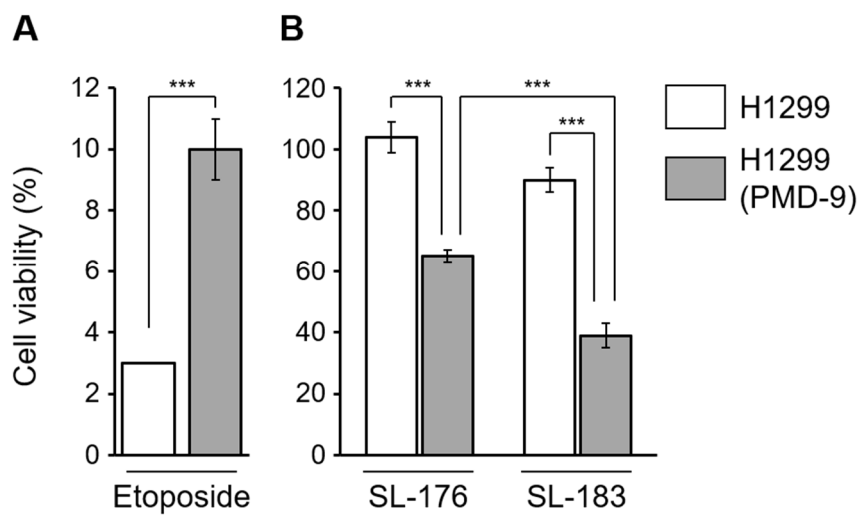 A
B
Cell viability (%)
12
10
8
6
4
2
0
***
Etoposide
120
100
80
60
40
20
0
***
***
***
SL-176
SL-183
H1299
H1299
(PMD-9)